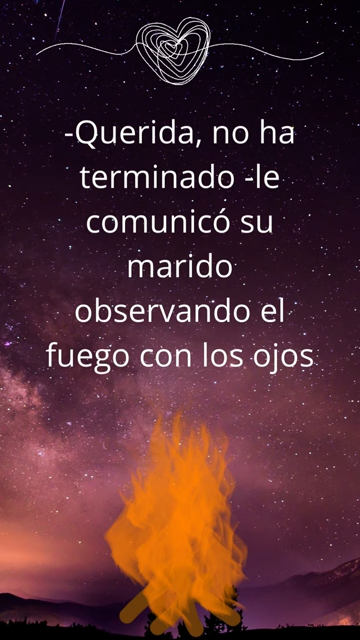 -Querida, no ha
terminado -le
comunicó su
marido
observando el
fuego con los ojos